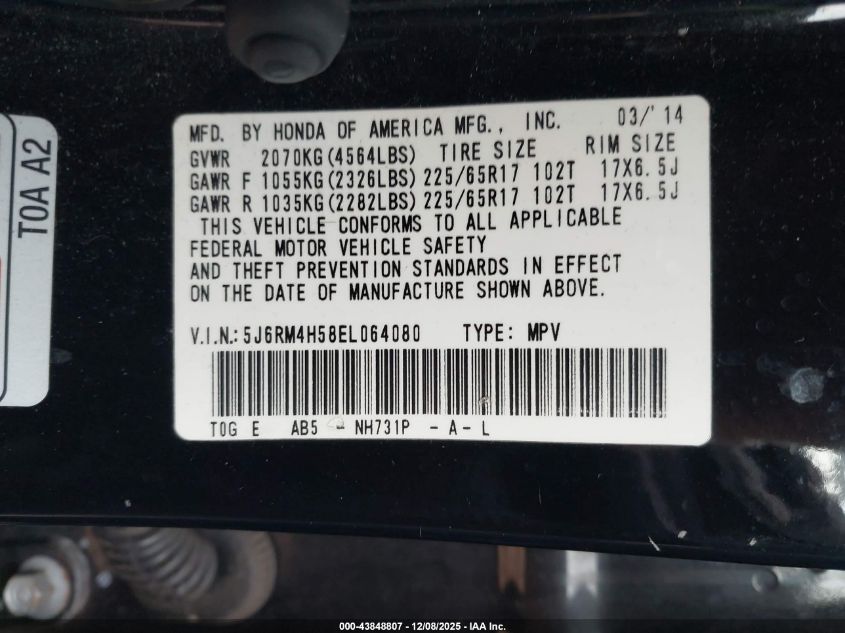 MFD. BY HONDA OF AMERICA MFG., INC. 03/'14
GVWR 2070KG(4564LBS) TIRE SIZE RIM SIZE
GAWR F 1055KG(2326LBS) 225/65R17 102T 17X6.5J
GAWR R 1035KG(2282LBS) 225/65R17 102T 17X6.5J
THIS VEHICLE CONFORMS TO ALL APPLICABLE
FEDERAL MOTOR VEHICLE SAFETY
AND THEFT PREVENTION STANDARDS IN EFFECT
ON THE DATE OF MANUFACTURE SHOWN ABOVE.
V.I.N.: 5J6RM4H58EL064080 TYPE: MPV
T0G E AB5 - NH731P - A - L
T0A A2
000-43848807 - 12/08/2025 - IAA Inc.